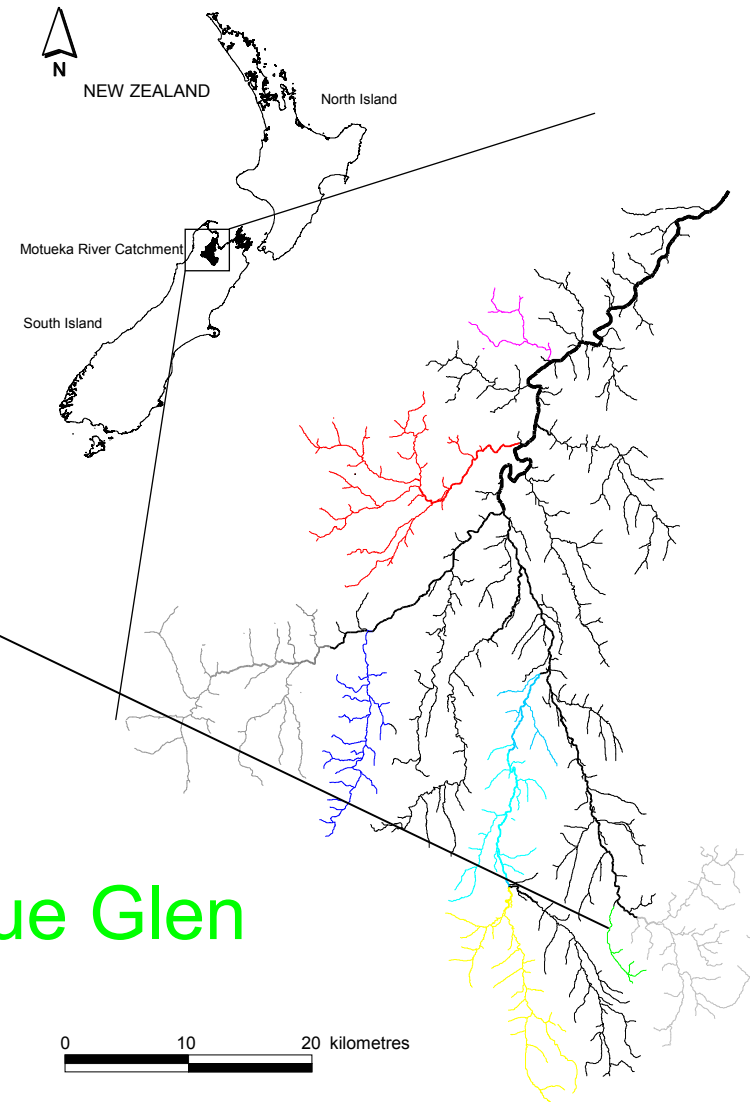 N
NEW ZEALAND
North Island
Motueka River Catchment
South Island
ue Glen
0 10 20 kilometres